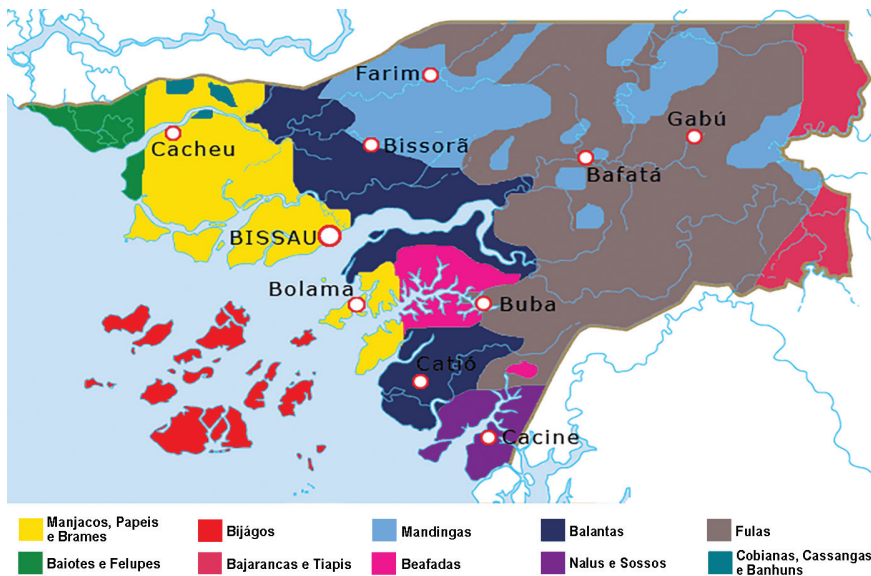 Farim
Gabú
Cacheu
Bissorã
Bafatá
BISSAU
Bolama
Buba
Catió
Cacine
Manjacos, Papeis
e Brames
Bijágos
Mandingas
Balantas
Fulas
Baiotes e Felupes
Bajarancas e Tiapis
Beafadas
Nalus e Sossos
Cobianas, Cassangas
e Banhuns